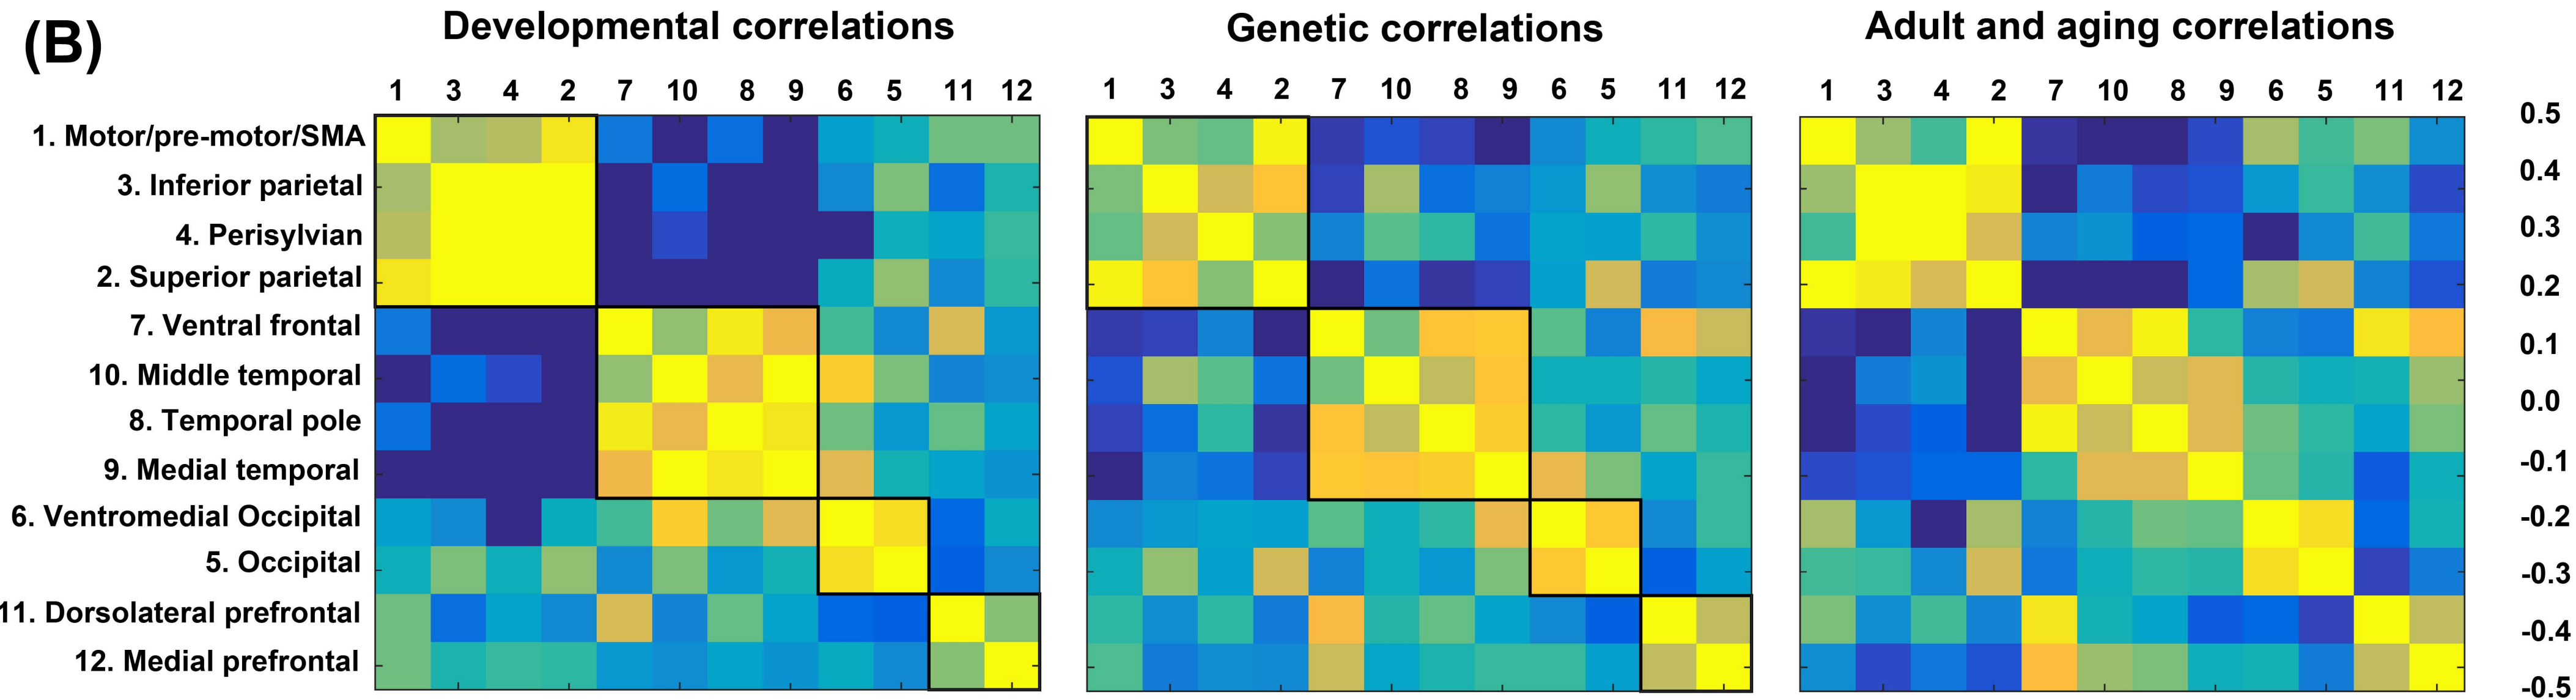 (B)
Developmental correlations
Genetic correlations
Adult and aging correlations
1 3 4 2 7 10 8 9 6 5 11 12
1 3 4 2 7 10 8 9 6 5 11 12
1 3 4 2 7 10 8 9 6 5 11 12
1. Motor/pre-motor/SMA
3. Inferior parietal
4. Perisylvian
2. Superior parietal
7. Ventral frontal
10. Middle temporal
8. Temporal pole
9. Medial temporal
6. Ventromedial Occipital
5. Occipital
11. Dorsolateral prefrontal
12. Medial prefrontal
0.5
0.4
0.3
0.2
0.1
0.0
-0.1
-0.2
-0.3
-0.4
-0.5